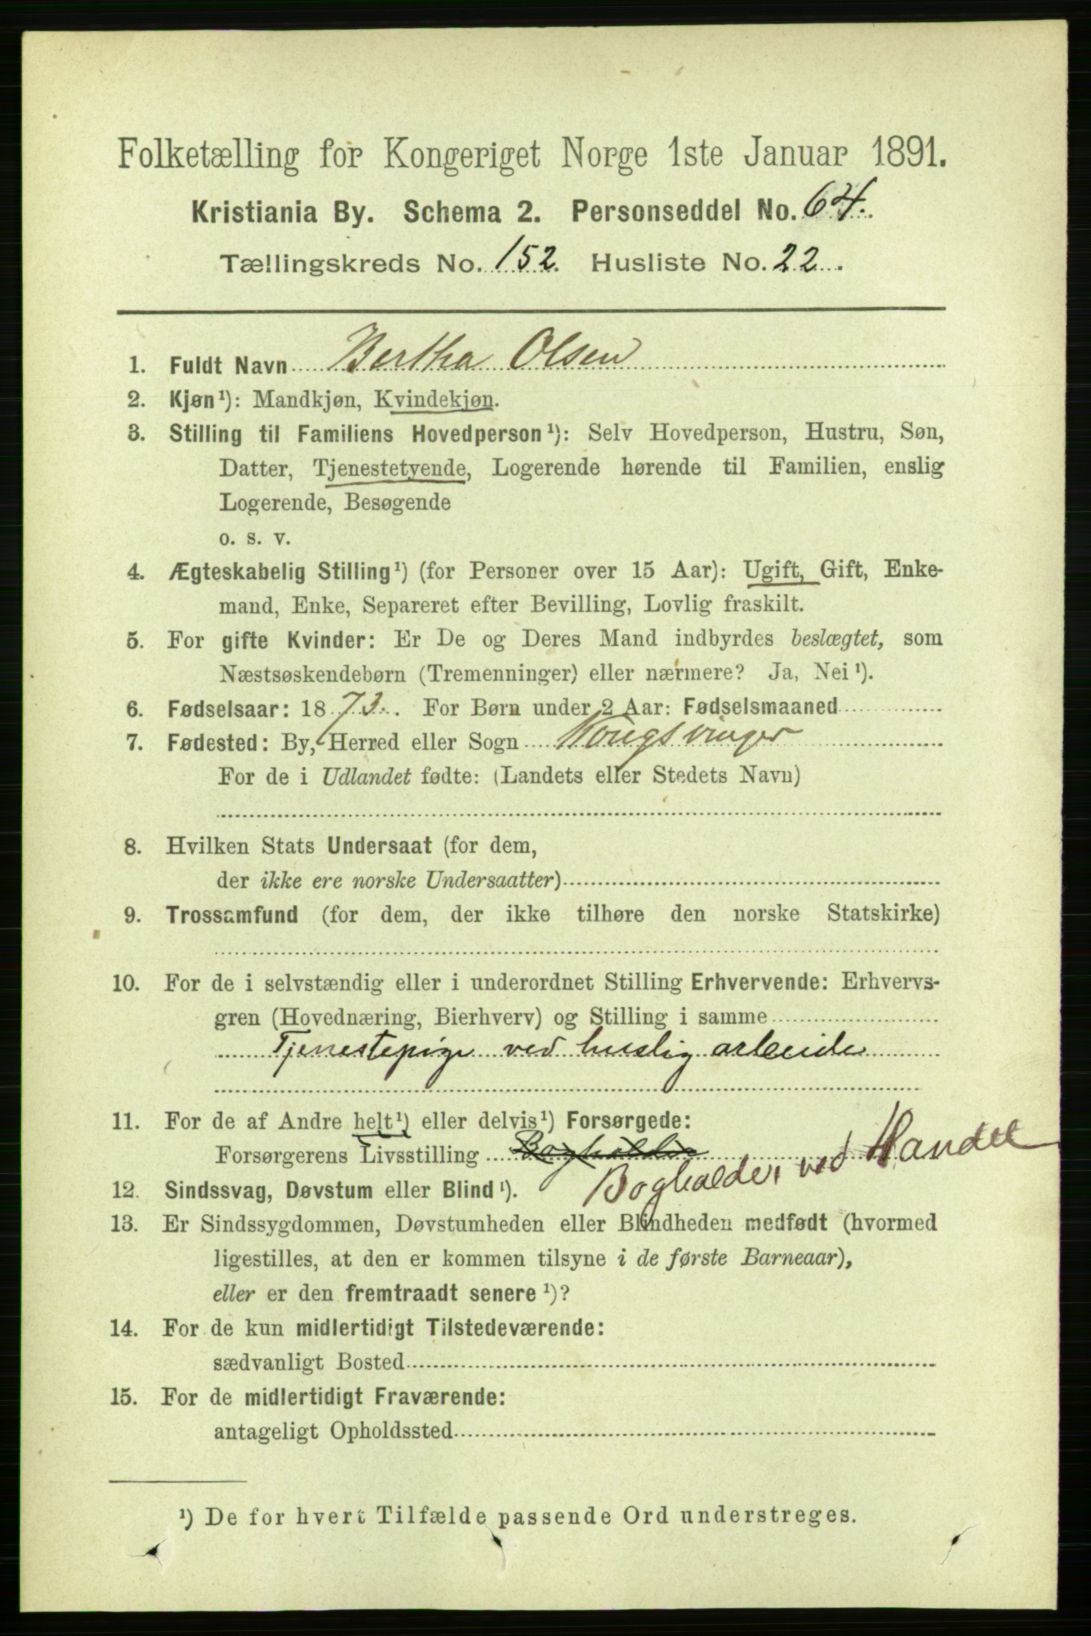 Folketælling for Kongeriget Norge 1ste Januar 1891.
Kristiania By. Schema 2. Personseddel No. 64.
Tællingskreds No. 152. Husliste No. 22.
1. Fuldt Navn Bertha Olsen
2. Kjøn¹): Mandkjøn, Kvindekjøn.
3. Stilling til Familiens Hovedperson¹): Selv Hovedperson, Hustru, Søn,
Datter, Tjenestetyende, Logerende hørende til Familien, enslig
Logerende, Besøgende
o. s. v.
4. Ægteskabelig Stilling¹) (for Personer over 15 Aar): Ugift, Gift, Enke-
mand, Enke, Separeret efter Bevilling, Lovlig fraskilt.
5. For gifte Kvinder: Er De og Deres Mand indbyrdes beslægtet, som
Næstsøskendebørn (Tremenninger) eller nærmere? Ja, Nei¹).
6. Fødselsaar: 1873. For Børn under 2 Aar: Fødselsmaaned
7. Fødested: By, Herred eller Sogn Kongsvinger
For de i Udlandet fødte: (Landets eller Stedets Navn)
8. Hvilken Stats Undersaat (for dem,
der ikke ere norske Undersaatter)
9. Trossamfund (for dem, der ikke tilhøre den norske Statskirke)
10. For de i selvstændig eller i underordnet Stilling Erhvervende: Erhvervs-
gren (Hovednæring, Bierhverv) og Stilling i samme
Tjenestepige ved huslig arbeide
11. For de af Andre helt¹) eller delvis¹) Forsørgede:
Forsørgerens Livsstilling Bogholder
Bogholder ved Handel
12. Sindssvag, Døvstum eller Blind¹).
13. Er Sindssygdommen, Døvstumheden eller Blindheden medfødt (hvormed
ligestilles, at den er kommen tilsyne i de første Barneaar),
eller er den fremtraadt senere¹)?
14. For de kun midlertidigt Tilstedeværende:
sædvanligt Bosted
15. For de midlertidigt Fraværende:
antageligt Opholdssted
¹) De for hvert Tilfælde passende Ord understreges.